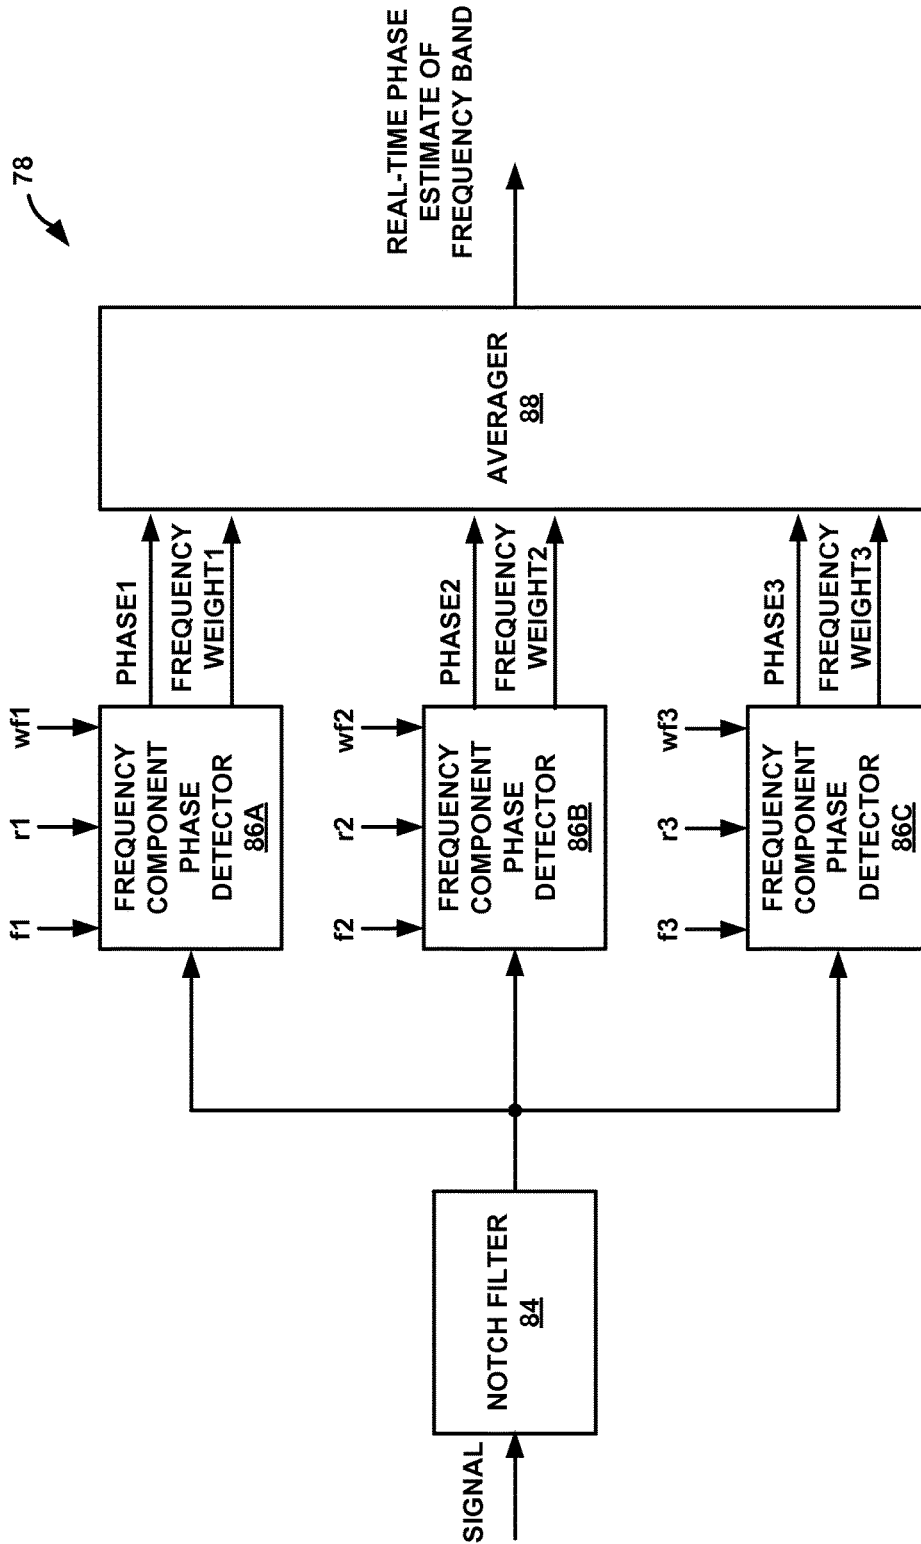 78
SIGNAL
NOTCH FILTER
84
f1
r1
wf1
FREQUENCY
COMPONENT
PHASE
DETECTOR
86A
PHASE1
FREQUENCY
WEIGHT1
f2
r2
wf2
FREQUENCY
COMPONENT
PHASE
DETECTOR
86B
PHASE2
FREQUENCY
WEIGHT2
f3
r3
wf3
FREQUENCY
COMPONENT
PHASE
DETECTOR
86C
PHASE3
FREQUENCY
WEIGHT3
AVERAGER
88
REAL-TIME PHASE
ESTIMATE OF
FREQUENCY BAND